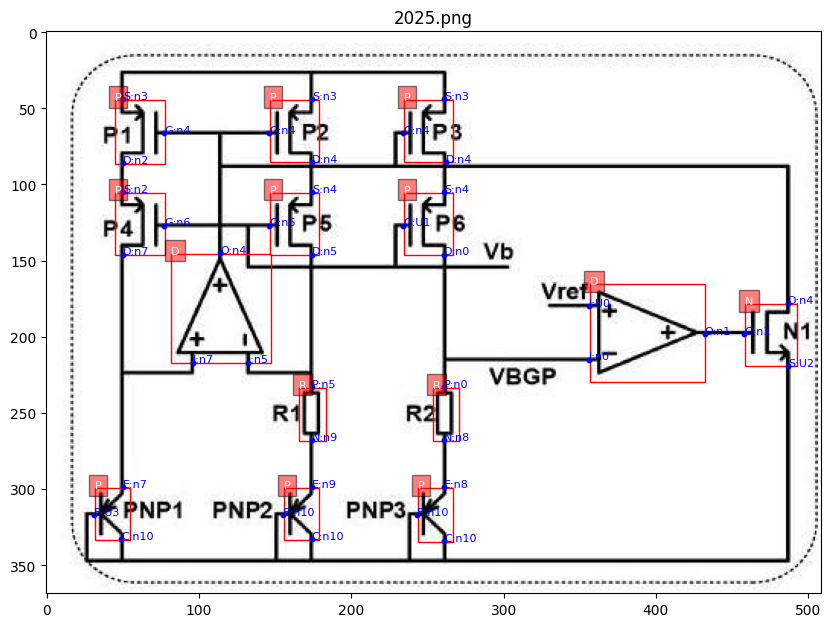 2025.png
0
P S:n3 P S:n3 P S:n3
50
P1 G:n4 G:n4 P2 G:n4 P3
D:n2 D:n4 D:n4
100
P S:n2 P S:n4 P S:n4
P4 G:n6 G:n6 P5 G:U1 P6
D:n7 D O:n4 D:n5 D:n0 Vb
150
+
D
Vref I:U0 + N D:n4
+ - + O:n1 G:n1 N1
200
I:n7 I:n5 I:n0 - S:U2
VBGP
R P:n5 R P:n0
R1 R2
250
N:n9 N:n8
300
P E:n7 P E:n9 P E:n8
B:U3 PNP1 PNP2 B:n10 PNP3 B:n10
C:n10 C:n10 C:n10
350
0 100 200 300 400 500